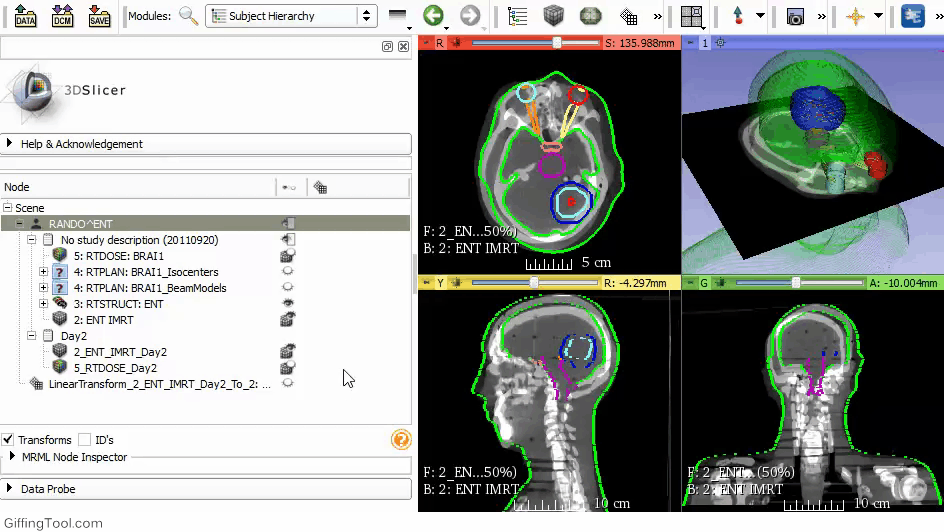 DATA DCM SAVE Modules: Subject Hierarchy » » »
R S: 135.988mm
1
3DSlicer
Help & Acknowledgement
Node
Scene
RANDO^ENT
No study description (20110920)
5: RTDOSE: BRAI1
4: RTPLAN: BRAI1_Isocenters
4: RTPLAN: BRAI1_BeamModels
3: RTSTRUCT: ENT
2: ENT IMRT
Day2
2_ENT_IMRT_Day2
5_RTDOSE_Day2
LinearTransform_2_ENT_IMRT_Day2_To_2: ...
Transforms ID's ?
MRML Node Inspector
Data Probe
F: 2_EN...50%)
B: 2: ENT IMRT
5 cm
Y R: -4.297mm
F: 2_EN...50%)
B: 2: ENT IMRT
10 cm
G A: -10.004mm
F: 2_ENT...(50%)
B: 2: ENT IMRT
10 cm
GiffingTool.com